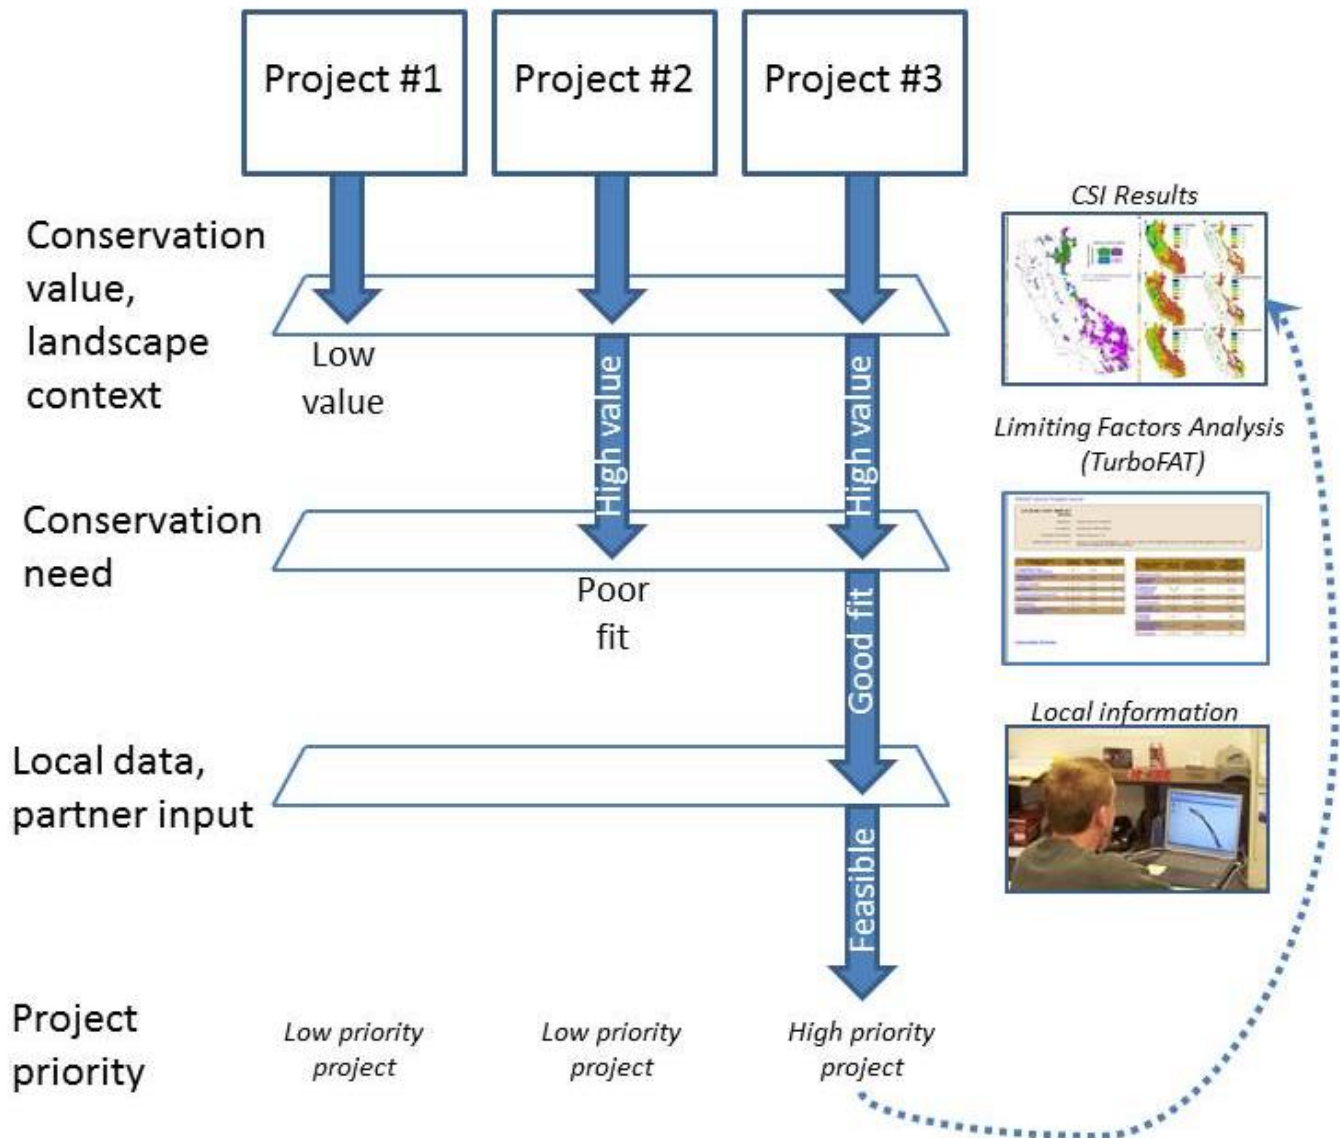 Project #1
Project #2
Project #3
Conservation
value,
landscape
context
Low
value
High value
High value
CSI Results
Conservation
need
Poor
fit
Good fit
Limiting Factors Analysis
(TurboFAT)
Local data,
partner input
Feasible
Local information
Project
priority
Low priority
project
Low priority
project
High priority
project